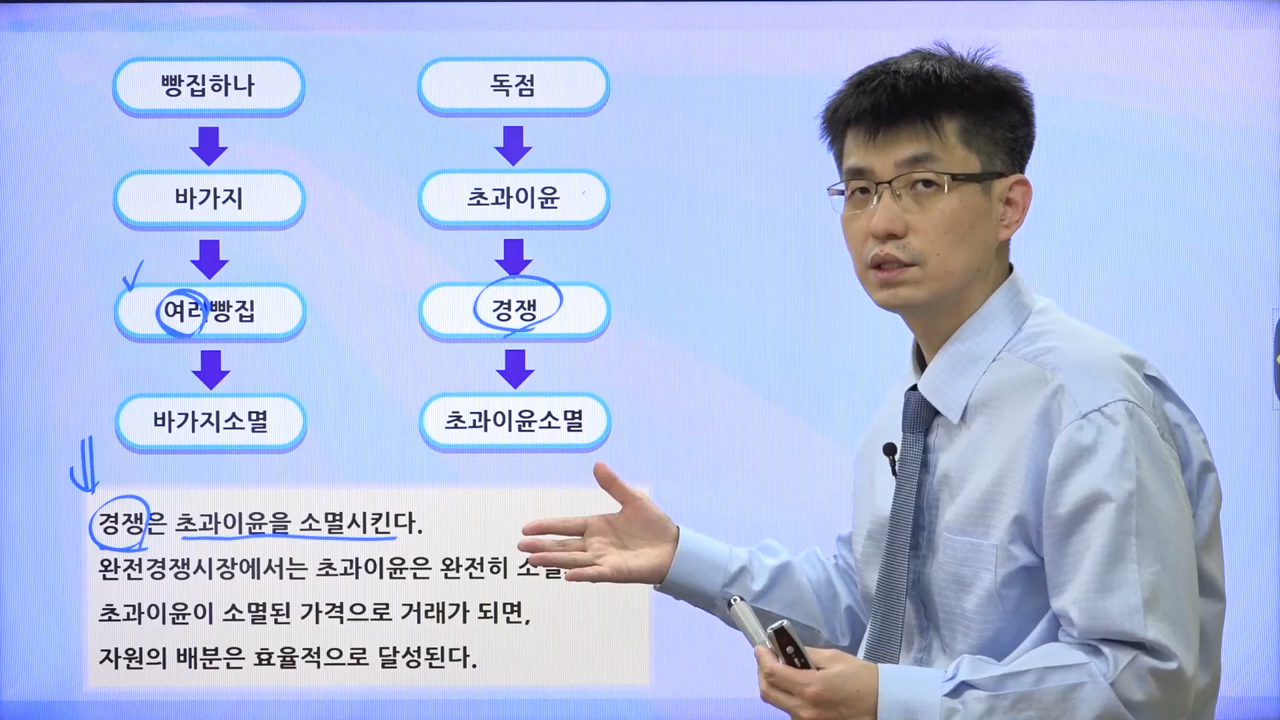 빵집하나
바가지
여러빵집
바가지소멸
독점
초과이윤
경쟁
초과이윤소멸
경쟁은 초과이윤을 소멸시킨다.
완전경쟁시장에서는 초과이윤은 완전히
초과이윤이 소멸된 가격으로 거래가 되면,
자원의 배분은 효율적으로 달성된다.